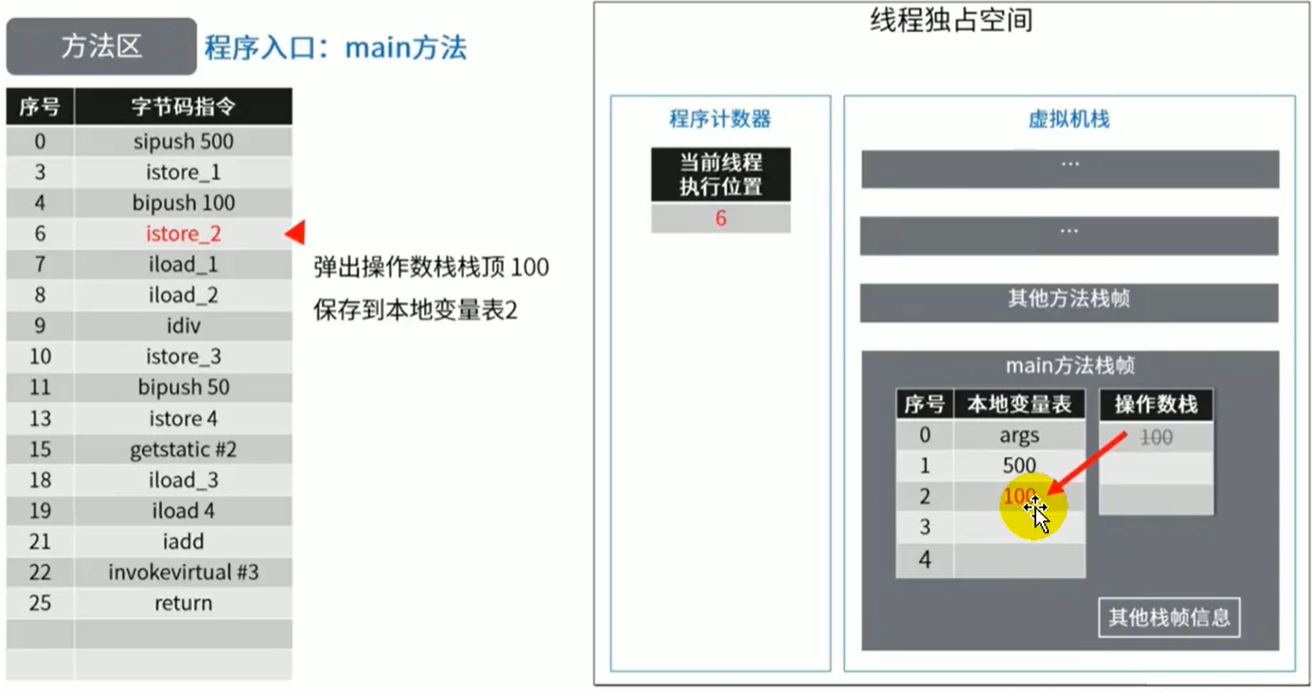 方法区 程序入口：main方法
序号 字节码指令
0 sipush 500
3 istore_1
4 bipush 100
6 istore_2
7 iload_1
8 iload_2
9 idiv
10 istore_3
11 bipush 50
13 istore 4
15 getstatic #2
18 iload_3
19 iload 4
21 iadd
22 invokevirtual #3
25 return
弹出操作数栈栈顶 100
保存到本地变量表2
线程独占空间
程序计数器
当前线程
执行位置
6
虚拟机栈
...
...
其他方法栈帧
main方法栈帧
序号 本地变量表
0 args
1 500
2 100
3
4
操作数栈
100
其他栈帧信息